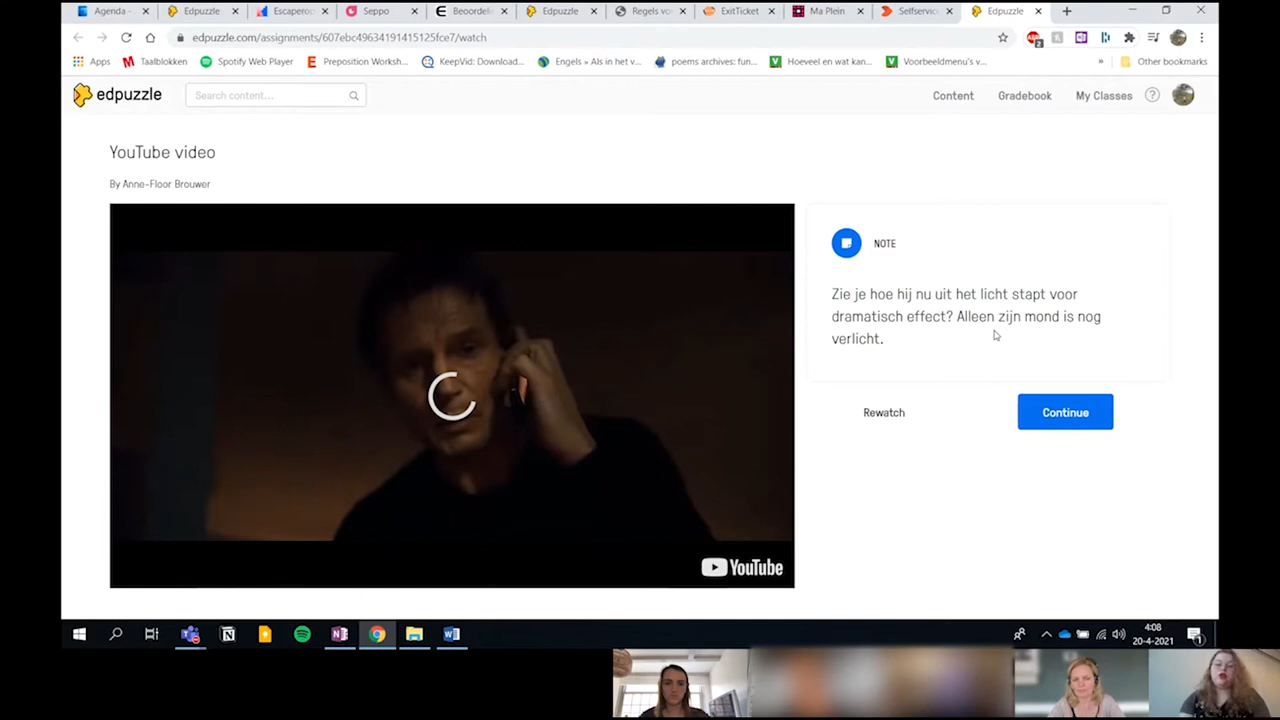 Agenda -
Edpuzzle
Escaperoo
Seppo
Beoordeli
Edpuzzle
Regels vo
ExitTicket
Ma Plein
Selfservic
Edpuzzle
edpuzzle.com/assignments/607ebc49634191415125fce7/watch
Apps
Taalblokken
Spotify Web Player
Preposition Worksh...
KeepVid: Download...
Engels » Als in het v...
poems archives: fun...
Hoeveel en wat kan...
Voorbeeldmenu's v...
»
Other bookmarks
edpuzzle
Search content...
Content
Gradebook
My Classes
?
YouTube video
By Anne-Floor Brouwer
NOTE
Zie je hoe hij nu uit het licht stapt voor
dramatisch effect? Alleen zijn mond is nog
verlicht.
Rewatch
Continue
YouTube
4:08
20-4-2021